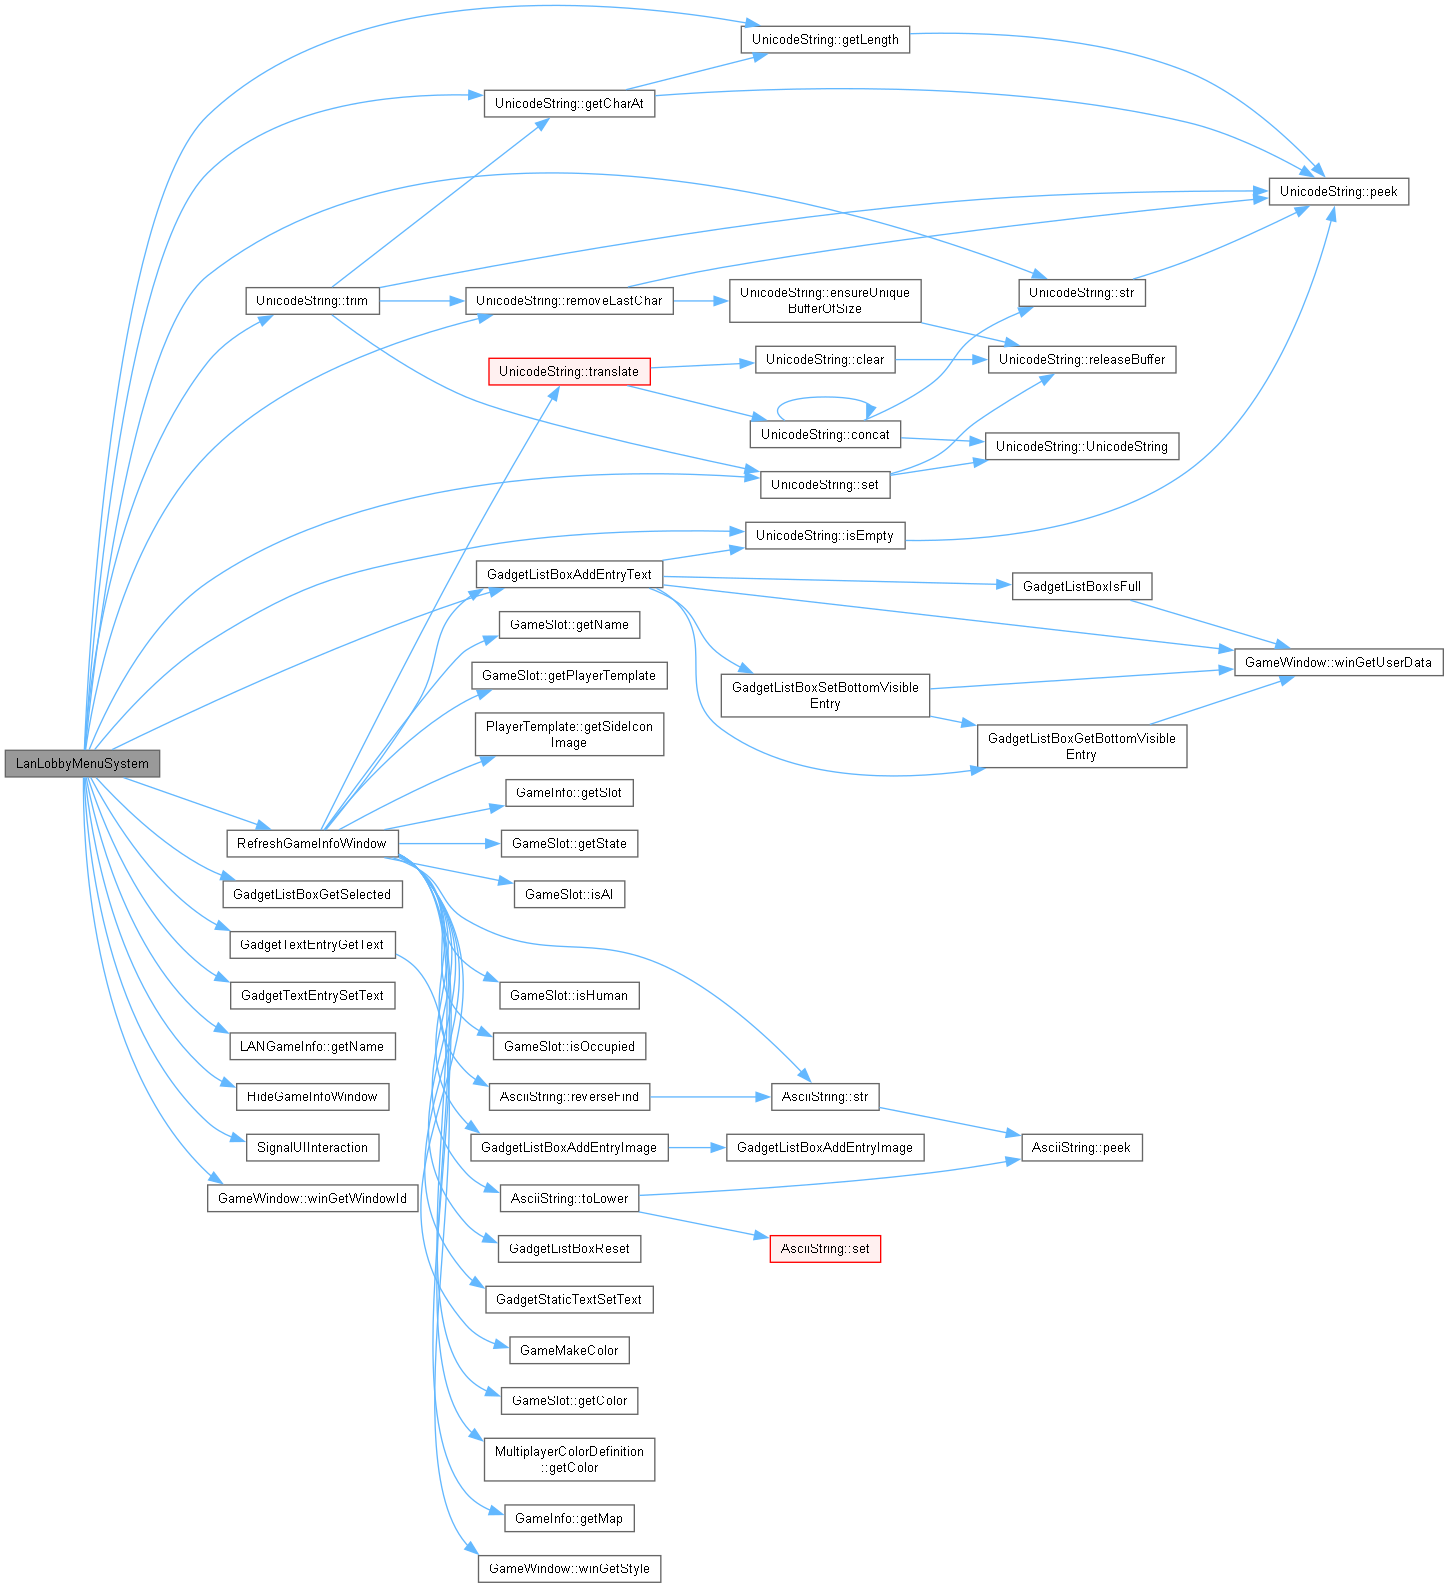 UnicodeString::getLength
UnicodeString::getCharAt
UnicodeString::peek
UnicodeString::trim
UnicodeString::removeLastChar
UnicodeString::ensureUnique
BufferOfSize
UnicodeString::str
UnicodeString::translate
UnicodeString::clear
UnicodeString::releaseBuffer
UnicodeString::concat
UnicodeString::UnicodeString
UnicodeString::set
UnicodeString::isEmpty
GadgetListBoxAddEntryText
GadgetListBoxIsFull
GameSlot::getName
GameWindow::winGetUserData
GameSlot::getPlayerTemplate
GadgetListBoxSetBottomVisible
Entry
PlayerTemplate::getSideIcon
Image
GadgetListBoxGetBottomVisible
Entry
LanLobbyMenuSystem
GameInfo::getSlot
RefreshGameInfoWindow
GameSlot::getState
GadgetListBoxGetSelected
GameSlot::isAI
GadgetTextEntryGetText
GadgetTextEntrySetText
GameSlot::isHuman
LANGameInfo::getName
GameSlot::isOccupied
HideGameInfoWindow
AsciiString::reverseFind
AsciiString::str
SignalUIInteraction
GadgetListBoxAddEntryImage
GadgetListBoxAddEntryImage
AsciiString::peek
GameWindow::winGetWindowId
AsciiString::toLower
GadgetListBoxReset
AsciiString::set
GadgetStaticTextSetText
GameMakeColor
GameSlot::getColor
MultiplayerColorDefinition
::getColor
GameInfo::getMap
GameWindow::winGetStyle